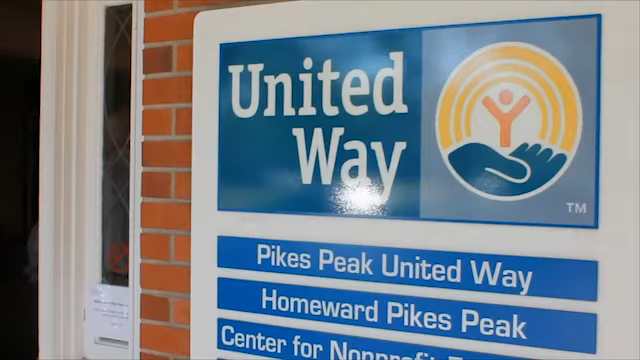 United
Way
TM
Pikes Peak United Way
Homeward Pikes Peak
Center for Nonprofit